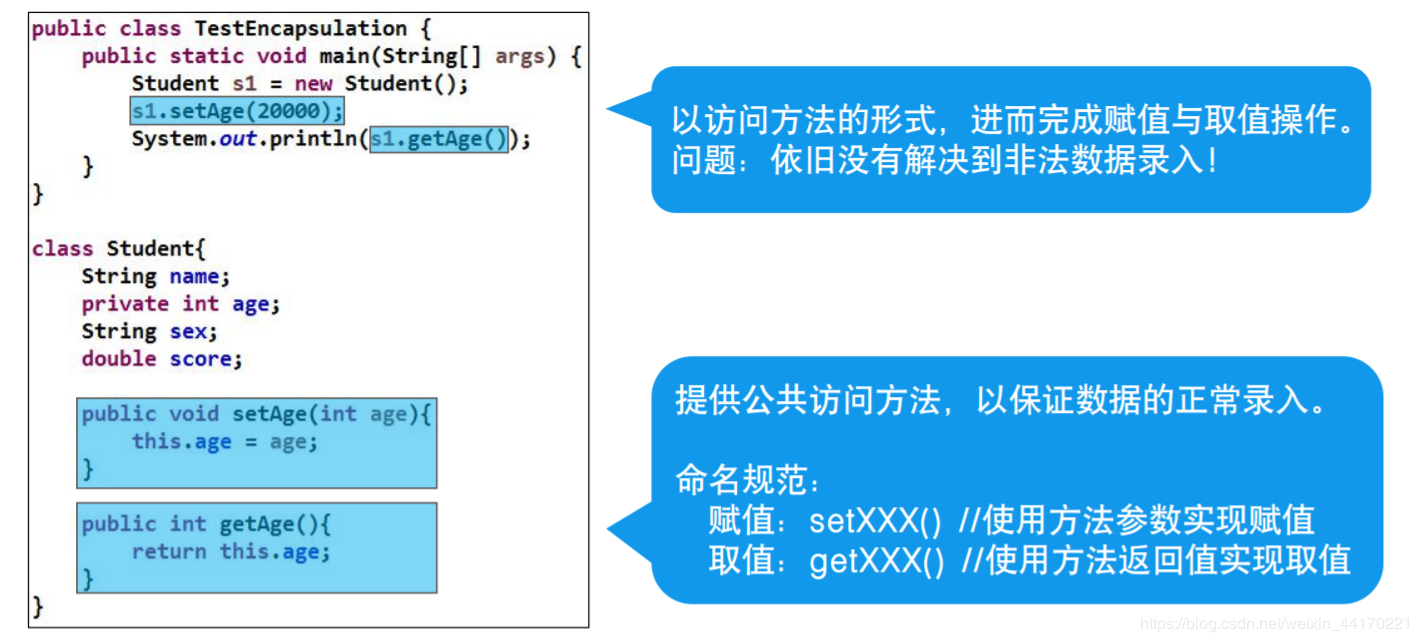 public class TestEncapsulation {
public static void main(String[] args) {
Student s1 = new Student();
s1.setAge(20000);
System.out.println(s1.getAge());
}
}
class Student{
String name;
private int age;
String sex;
double score;
public void setAge(int age){
this.age = age;
}
public int getAge(){
return this.age;
}
}
以访问方法的形式，进而完成赋值与取值操作。
问题：依旧没有解决到非法数据录入！
提供公共访问方法，以保证数据的正常录入。
命名规范：
赋值：setXXX() //使用方法参数实现赋值
取值：getXXX() //使用方法返回值实现取值
https://blog.csdn.net/weixin_44170221